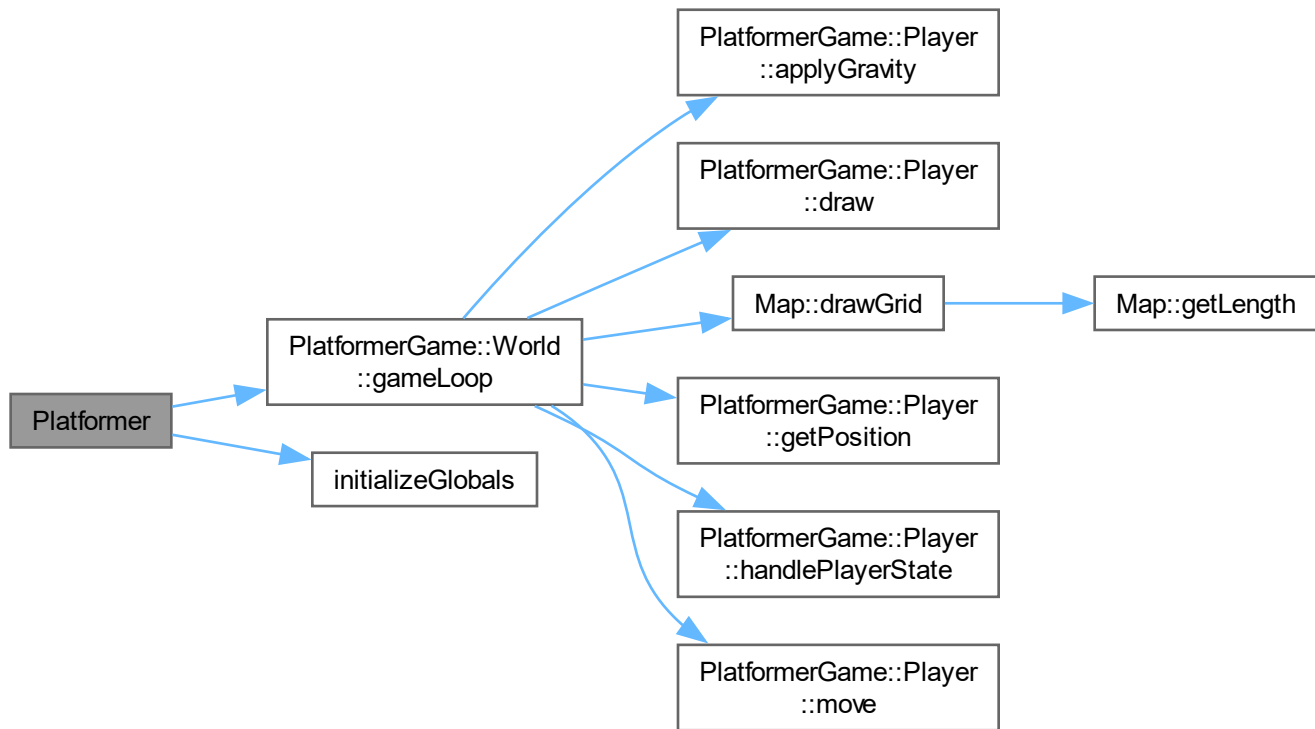 PlatformerGame::Player
::applyGravity
PlatformerGame::Player
::draw
Map::drawGrid
Map::getLength
PlatformerGame::World
::gameLoop
PlatformerGame::Player
::getPosition
Platformer
initializeGlobals
PlatformerGame::Player
::handlePlayerState
PlatformerGame::Player
::move